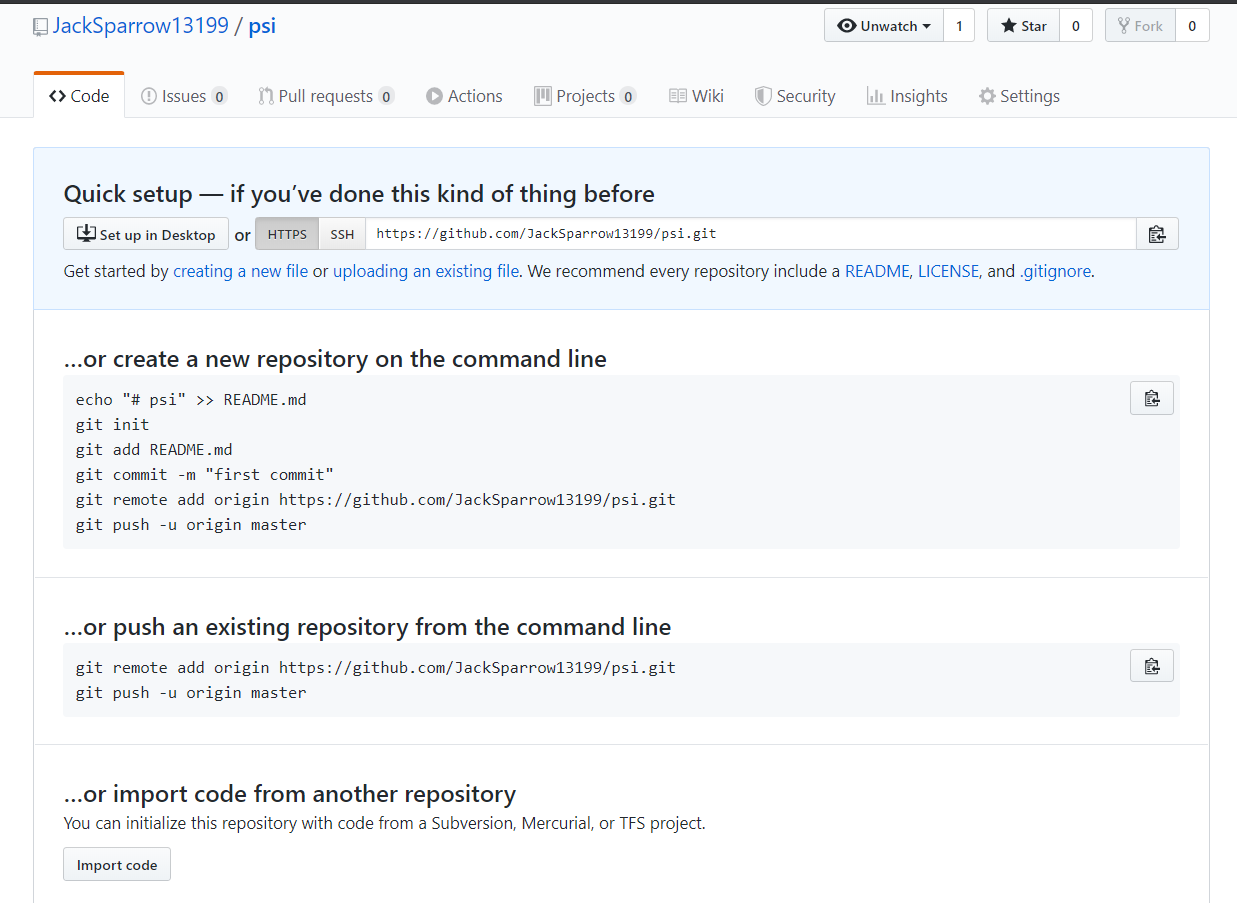 JackSparrow13199 / psi
Unwatch 1 Star 0 Fork 0
Code Issues 0 Pull requests 0 Actions Projects 0 Wiki Security Insights Settings
Quick setup — if you’ve done this kind of thing before
Set up in Desktop or HTTPS SSH https://github.com/JackSparrow13199/psi.git
Get started by creating a new file or uploading an existing file. We recommend every repository include a README, LICENSE, and .gitignore.
…or create a new repository on the command line
echo "# psi" >> README.md
git init
git add README.md
git commit -m "first commit"
git remote add origin https://github.com/JackSparrow13199/psi.git
git push -u origin master
…or push an existing repository from the command line
git remote add origin https://github.com/JackSparrow13199/psi.git
git push -u origin master
…or import code from another repository
You can initialize this repository with code from a Subversion, Mercurial, or TFS project.
Import code